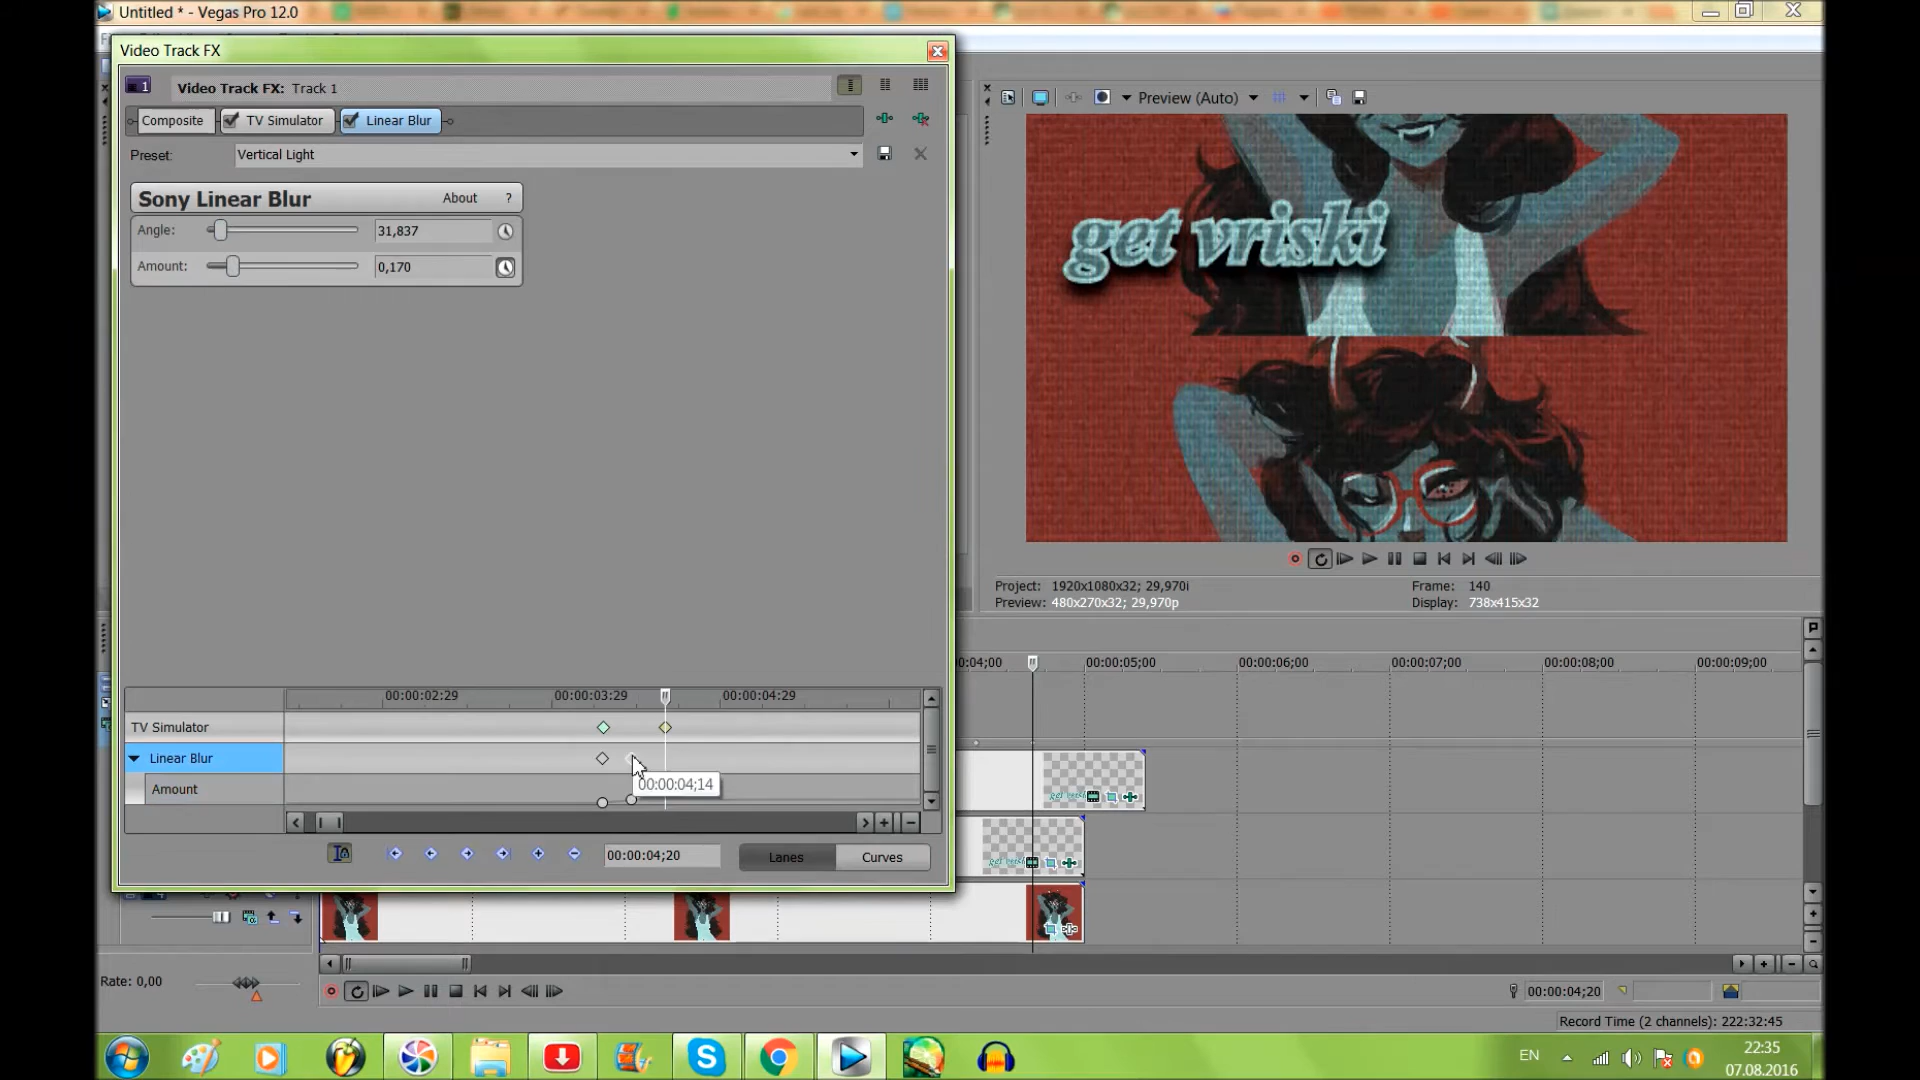 Untitled * - Vegas Pro 12.0
Video Track FX
1
Video Track FX: Track 1
Composite
TV Simulator
Linear Blur
Preset:
Vertical Light
Sony Linear Blur
About
?
Angle:
31,837
Amount:
0,170
Preview (Auto)
get vriski
Project: 1920x1080x32; 29,970i
Frame: 140
Preview: 480x270x32; 29,970p
Display: 738x415x32
00:00:02:29
00:00:03:29
00:00:04:29
TV Simulator
Linear Blur
00:00:04;14
Amount
00:00:04;20
Lanes
Curves
:04;00
00:00:05;00
00:00:06;00
00:00:07;00
00:00:08;00
00:00:09;00
get vriski
get vriski
Rate: 0,00
00:00:04;20
Record Time (2 channels): 222:32:45
EN
22:35
07.08.2016